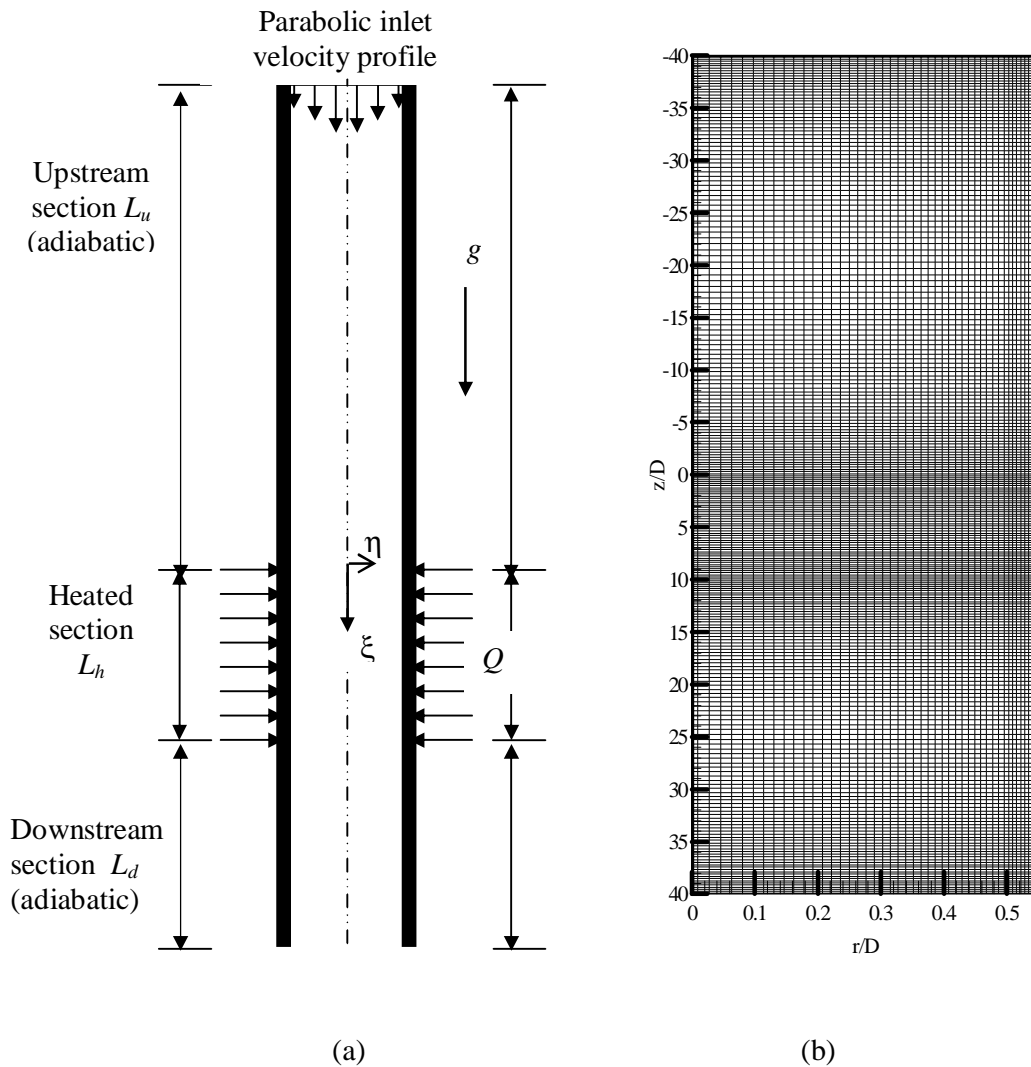 Parabolic inlet
velocity profile
Upstream
section Lu
(adiabatic)
g
η
ξ
Heated
section
Lh
Q
Downstream
section Ld
(adiabatic)
(a)
-40
-35
-30
-25
-20
-15
-10
-5
0
5
10
15
20
25
30
35
40
z/D
0 0.1 0.2 0.3 0.4 0.5
r/D
(b)